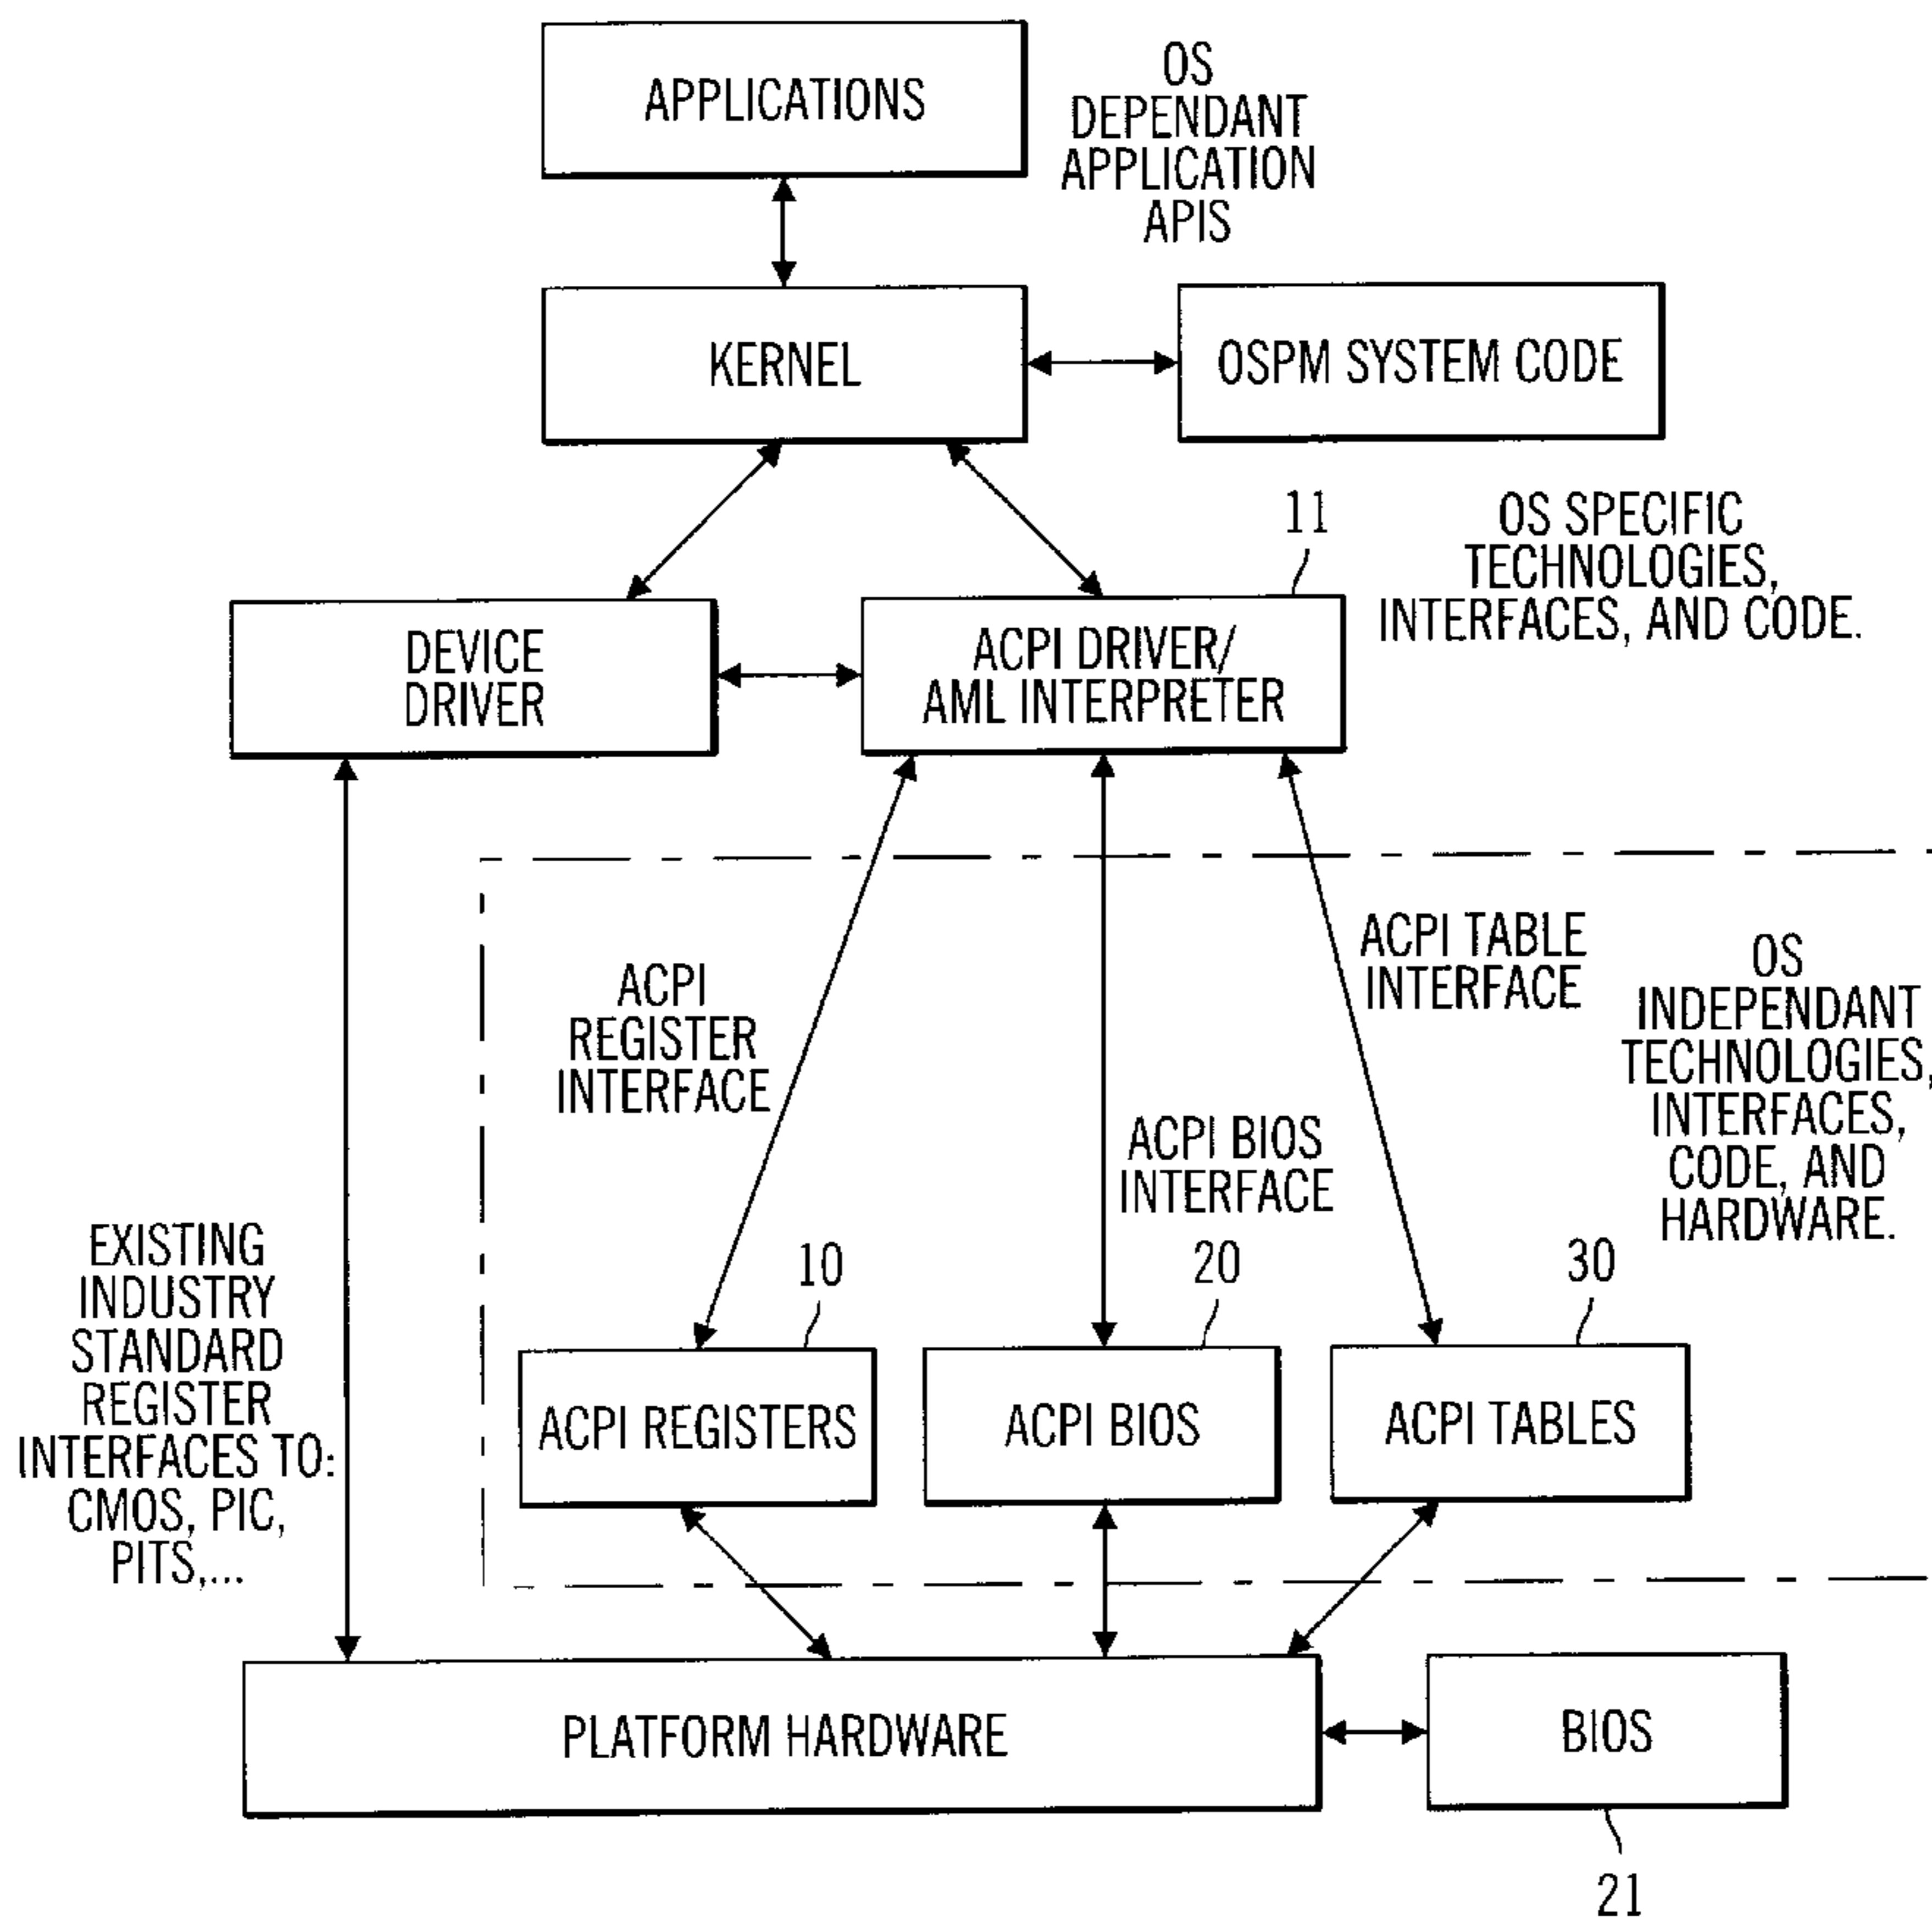 APPLICATIONS
OS
DEPENDANT
APPLICATION
APIS
KERNEL
OSPM SYSTEM CODE
11
OS SPECIFIC
TECHNOLOGIES,
INTERFACES, AND CODE.
DEVICE
DRIVER
ACPI DRIVER/
AML INTERPRETER
ACPI TABLE
INTERFACE
ACPI
REGISTER
INTERFACE
OS
INDEPENDANT
TECHNOLOGIES,
INTERFACES,
CODE, AND
HARDWARE.
ACPI BIOS
INTERFACE
EXISTING
INDUSTRY
STANDARD
REGISTER
INTERFACES TO:
CMOS, PIC,
PITS,...
10
20
30
ACPI REGISTERS
ACPI BIOS
ACPI TABLES
PLATFORM HARDWARE
BIOS
21